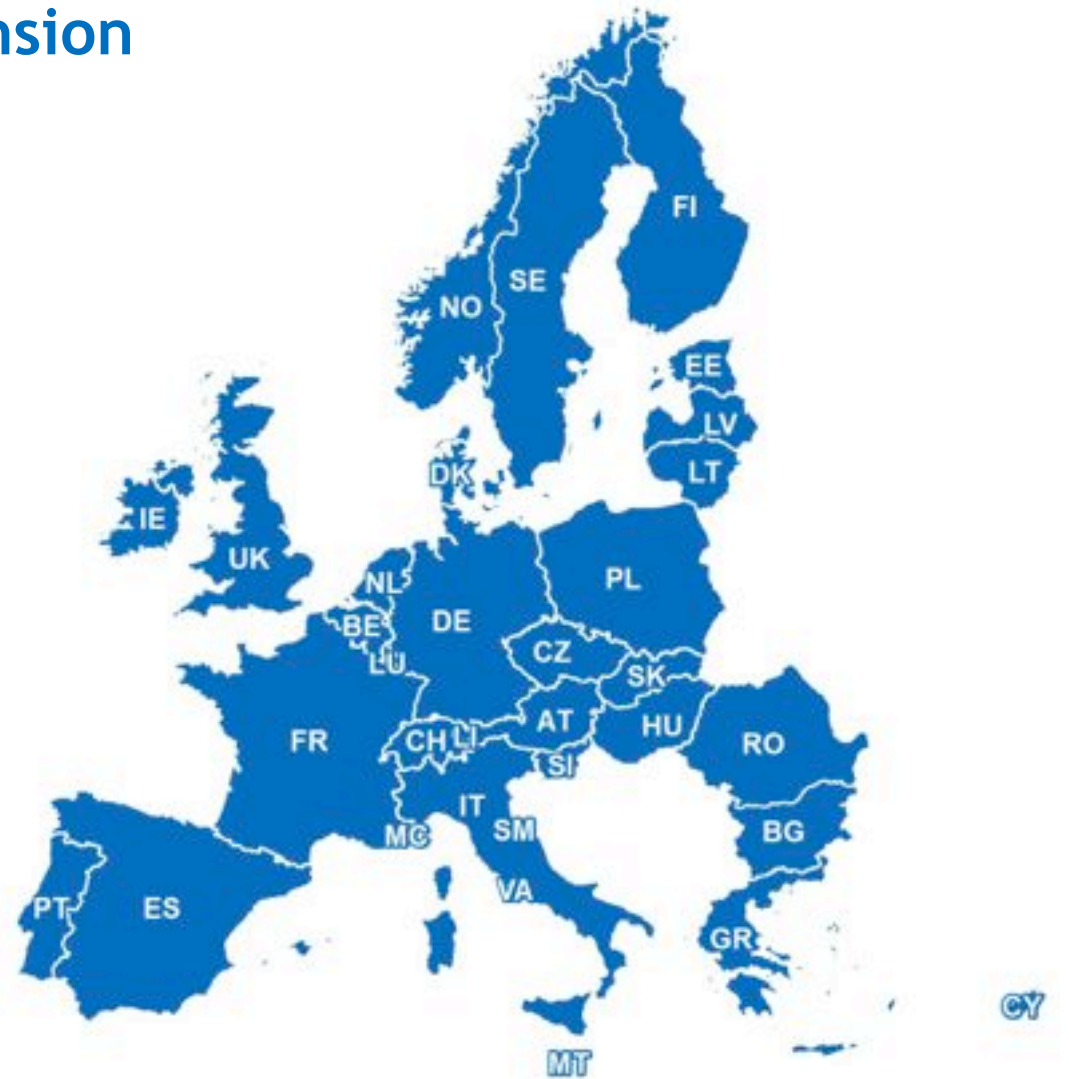 nsion
FI
SE
NO
EE
LV
LT
DK
IE
UK
NL
PL
BE
DE
LU
CZ
SK
AT
HU
FR
CH
LI
RO
SI
IT
MC
SM
BG
VA
PT
ES
GR
CY
MT